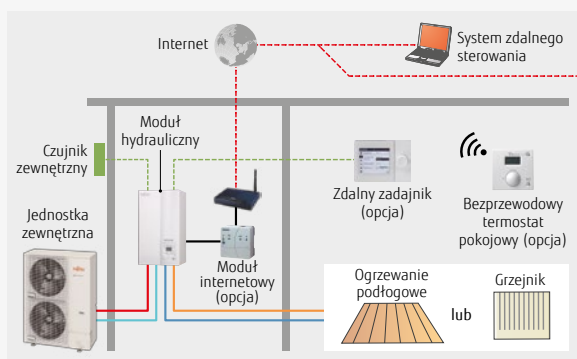 Internet
System zdalnego
sterowania
Moduł
hydrauliczny
Czujnik
zewnętrzny
Zdalny zadajnik
(opcja)
Bezprzewodowy
termostat
pokojowy (opcja)
Jednostka
zewnętrzna
Moduł
internetowy
(opcja)
Ogrzewanie
podłogowe
lub
Grzejnik